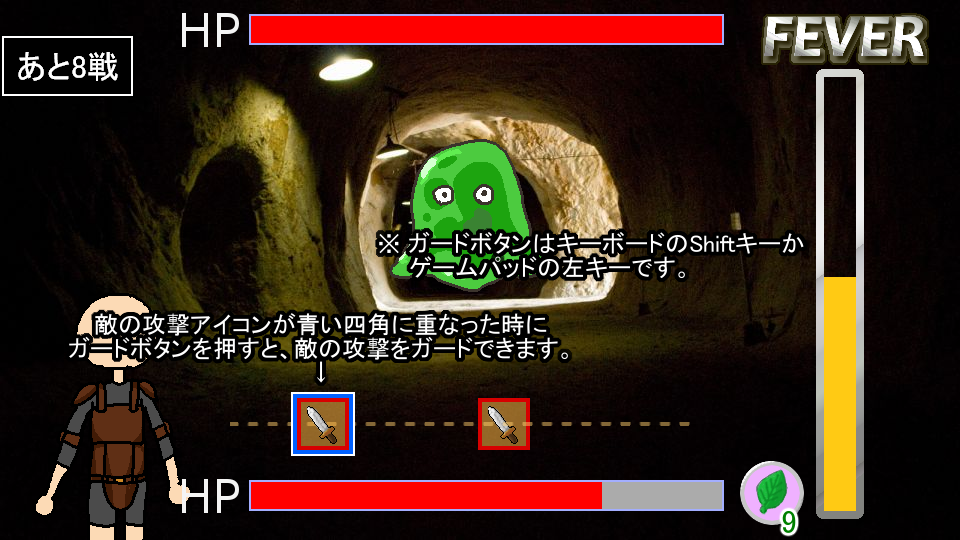 HP
FEVER
あと8戦
※ ガードボタンはキーボードのShiftキーか
ゲームパッドの左キーです。
敵の攻撃アイコンが青い四角に重なった時に
ガードボタンを押すと、敵の攻撃をガードできます。
↓
HP
9